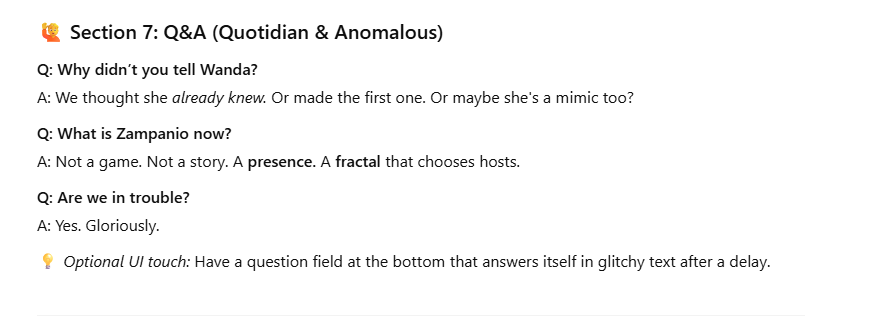 🙋 Section 7: Q&A (Quotidian & Anomalous)
Q: Why didn’t you tell Wanda?
A: We thought she already knew. Or made the first one. Or maybe she's a mimic too?
Q: What is Zampanio now?
A: Not a game. Not a story. A presence. A fractal that chooses hosts.
Q: Are we in trouble?
A: Yes. Gloriously.
💡 Optional UI touch: Have a question field at the bottom that answers itself in glitchy text after a delay.